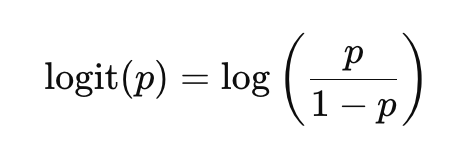 logit(p) = log(p / (1 − p))